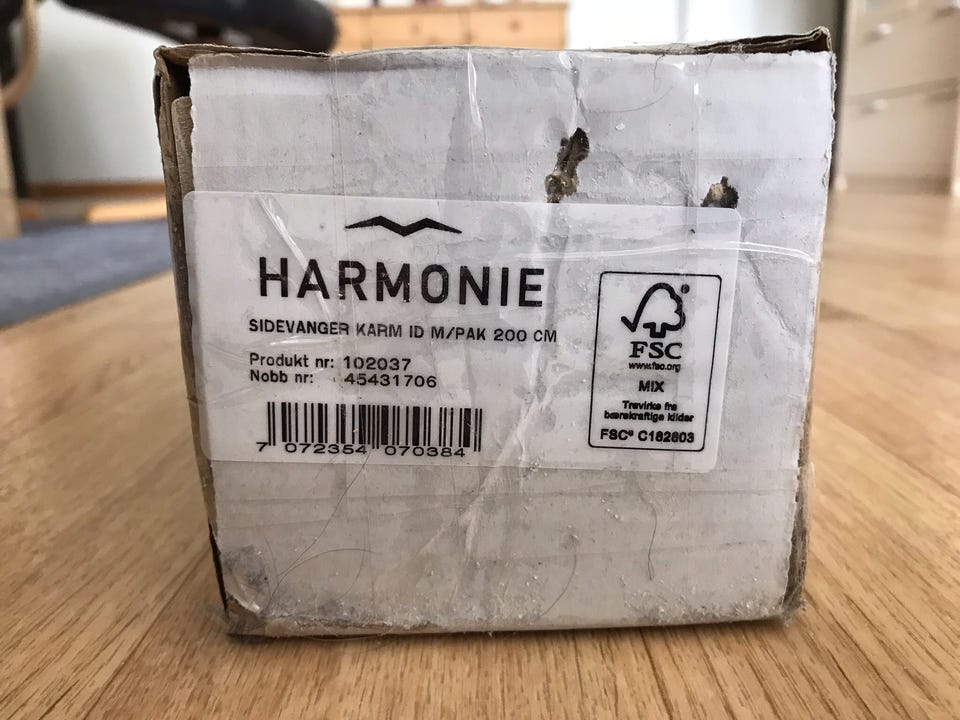 HARMONIE
SIDEVANGER KARM ID M/PAK 200 CM
Produkt nr: 102037
Nobb nr: 45431706
7 072354 070384
FSC®
www.fsc.org
MIX
Trevirke fra
bærekraftige kilder
FSC® C182803